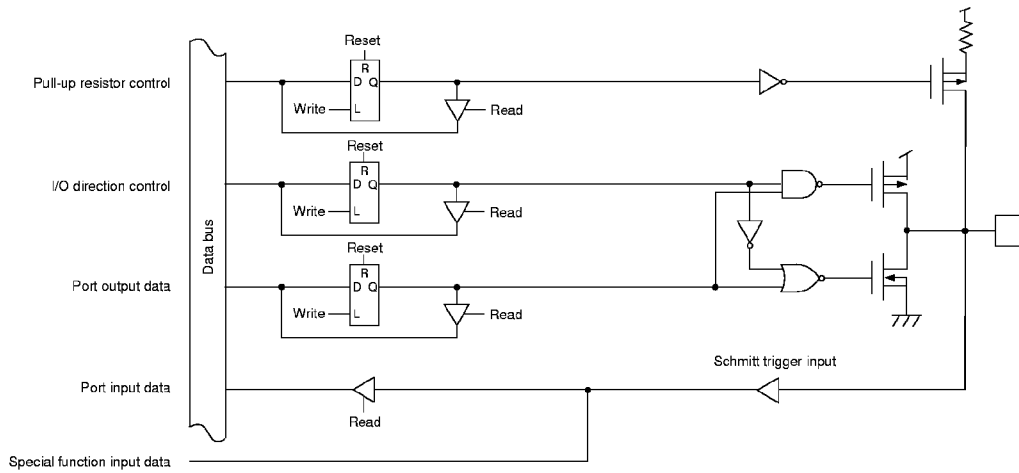 Reset
Pull-up resistor control
R
D Q
Write
L
Read
Reset
I/O direction control
R
D Q
Write
L
Read
Data bus
Reset
Port output data
R
D Q
Write
L
Read
Schmitt trigger input
Port input data
Read
Special function input data